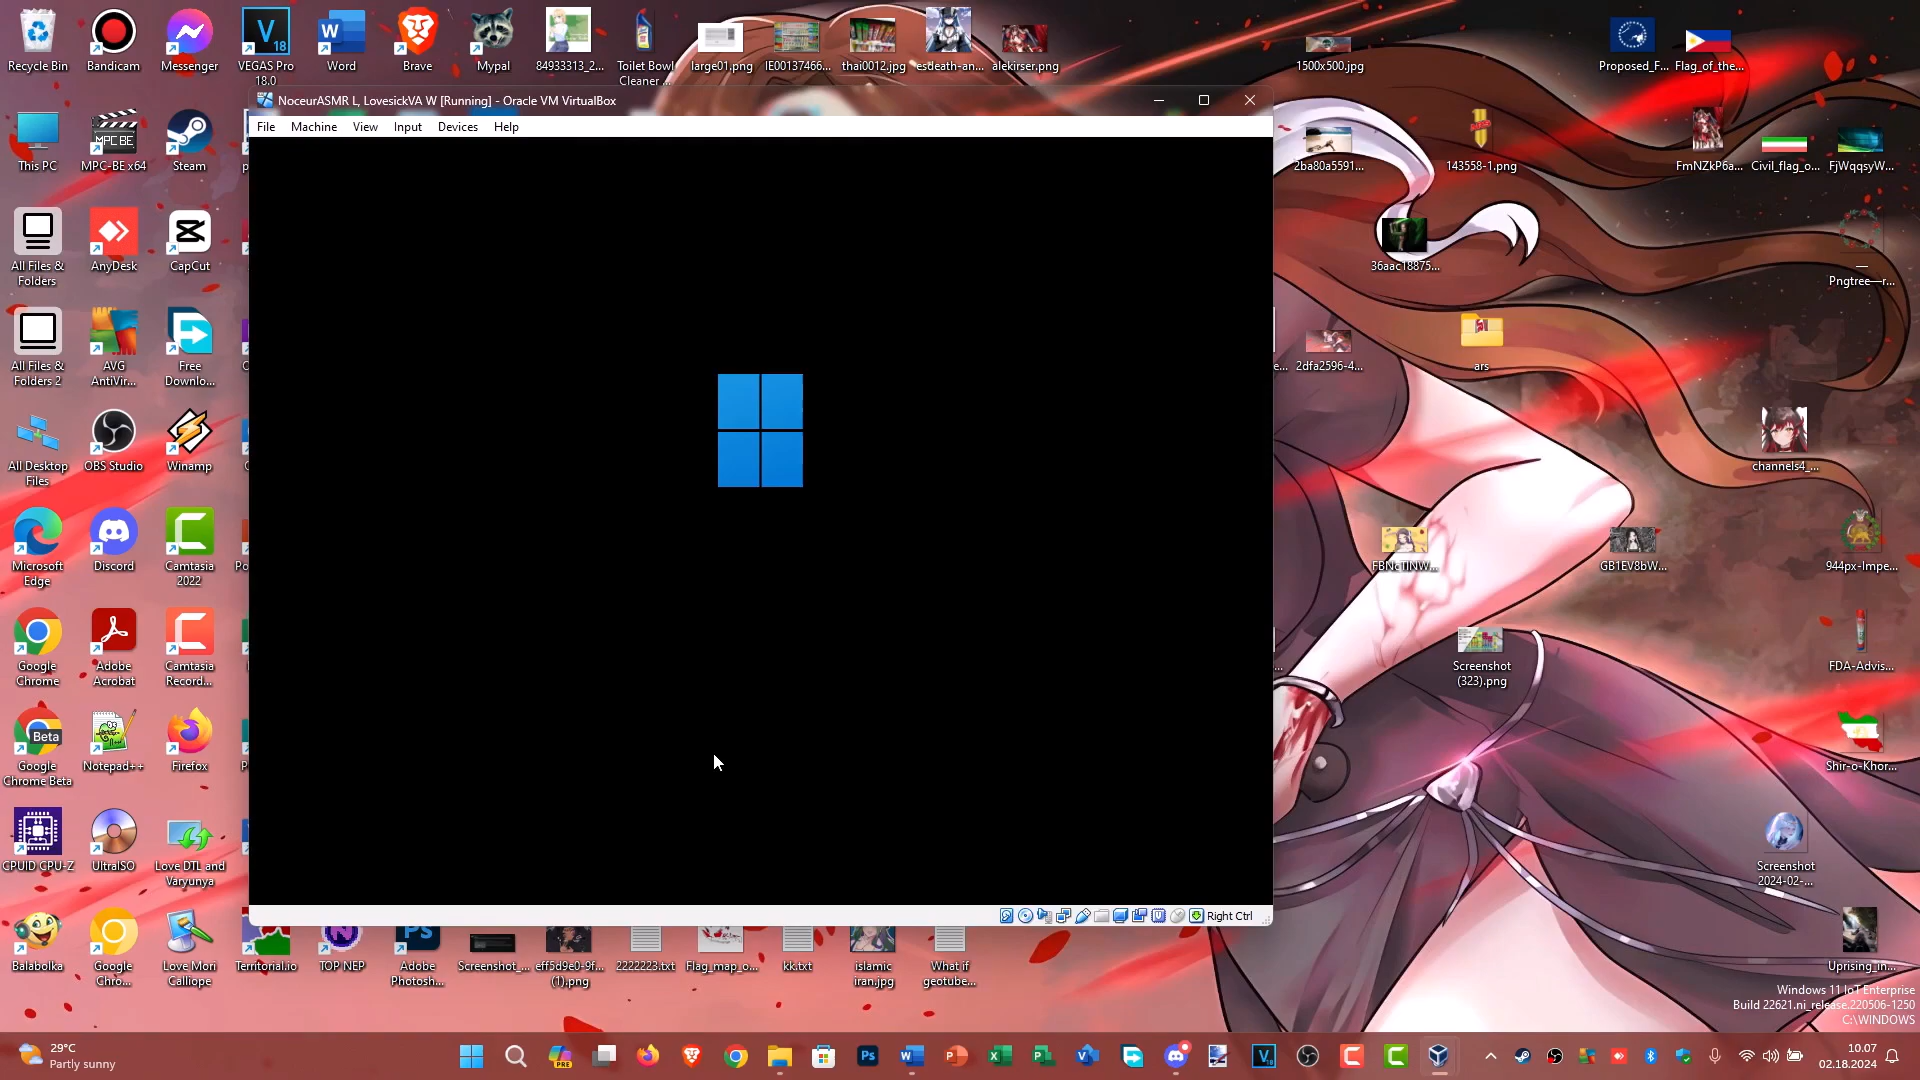 Recycle Bin
Bandicam
Messenger
VEGAS Pro
18.0
Word
Brave
Mypal
84933313_2...
Toilet Bowl
Cleaner ...
large01.png
IE00137466...
thai0012.jpg
esdeath-an...
alekirser.png
1500x500.jpg
Proposed_F...
Flag_of_the...
NoceurASMR L, LovesickVA W [Running] - Oracle VM VirtualBox
File
Machine
View
Input
Devices
Help
This PC
MPC-BE x64
Steam
2ba80a5591...
143558-1.png
FmNZkP6a...
Civil_flag_o...
FjWqqsyW...
All Files &
Folders
AnyDesk
CapCut
36aac18875...
—
Pngtree—r...
All Files &
Folders 2
AVG
AntiVir...
Free
Downlo...
2dfa2596-4...
ars
All Desktop
Files
OBS Studio
Winamp
channels4_...
Microsoft
Edge
Discord
Camtasia
2022
GB1EV8bW...
944px-Impe...
Google
Chrome
Adobe
Acrobat
Camtasia
Record...
Screenshot
(323).png
FDA-Advis...
Beta
Google
Chrome Beta
Notepad++
Firefox
Shir-o-Khor...
CPUID CPU-Z
UltraISO
Love DTL and
Varyunya
Screenshot
2024-02-...
Right Ctrl
Balabolka
Google
Chro...
Love Mori
Calliope
Territorial.io
TOP NEP
Adobe
Photosh...
Screenshot_...
eff5d9e0-9f...
(1).png
2222223.txt
Flag_map_o...
kk.txt
islamic
iran.jpg
What if
geotube...
Uprising_in...
Windows 11 IoT Enterprise
Build 22621.ni_release.220506-1250
C:\WINDOWS
29°C
Partly sunny
10.07
02.18.2024